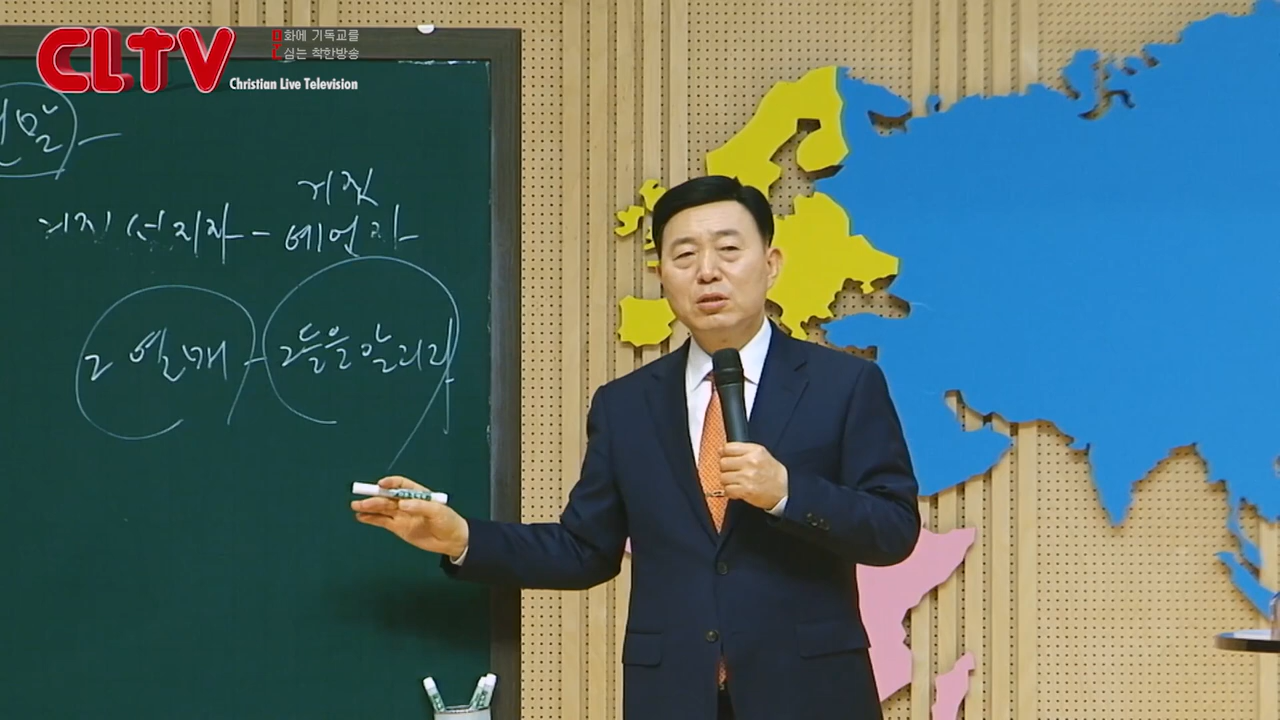 CLTV
문화에 기독교를
심는 착한방송
Christian Live Television
거짓
거짓 선지자 - 예언자
그 열매 - 그들을 알리라